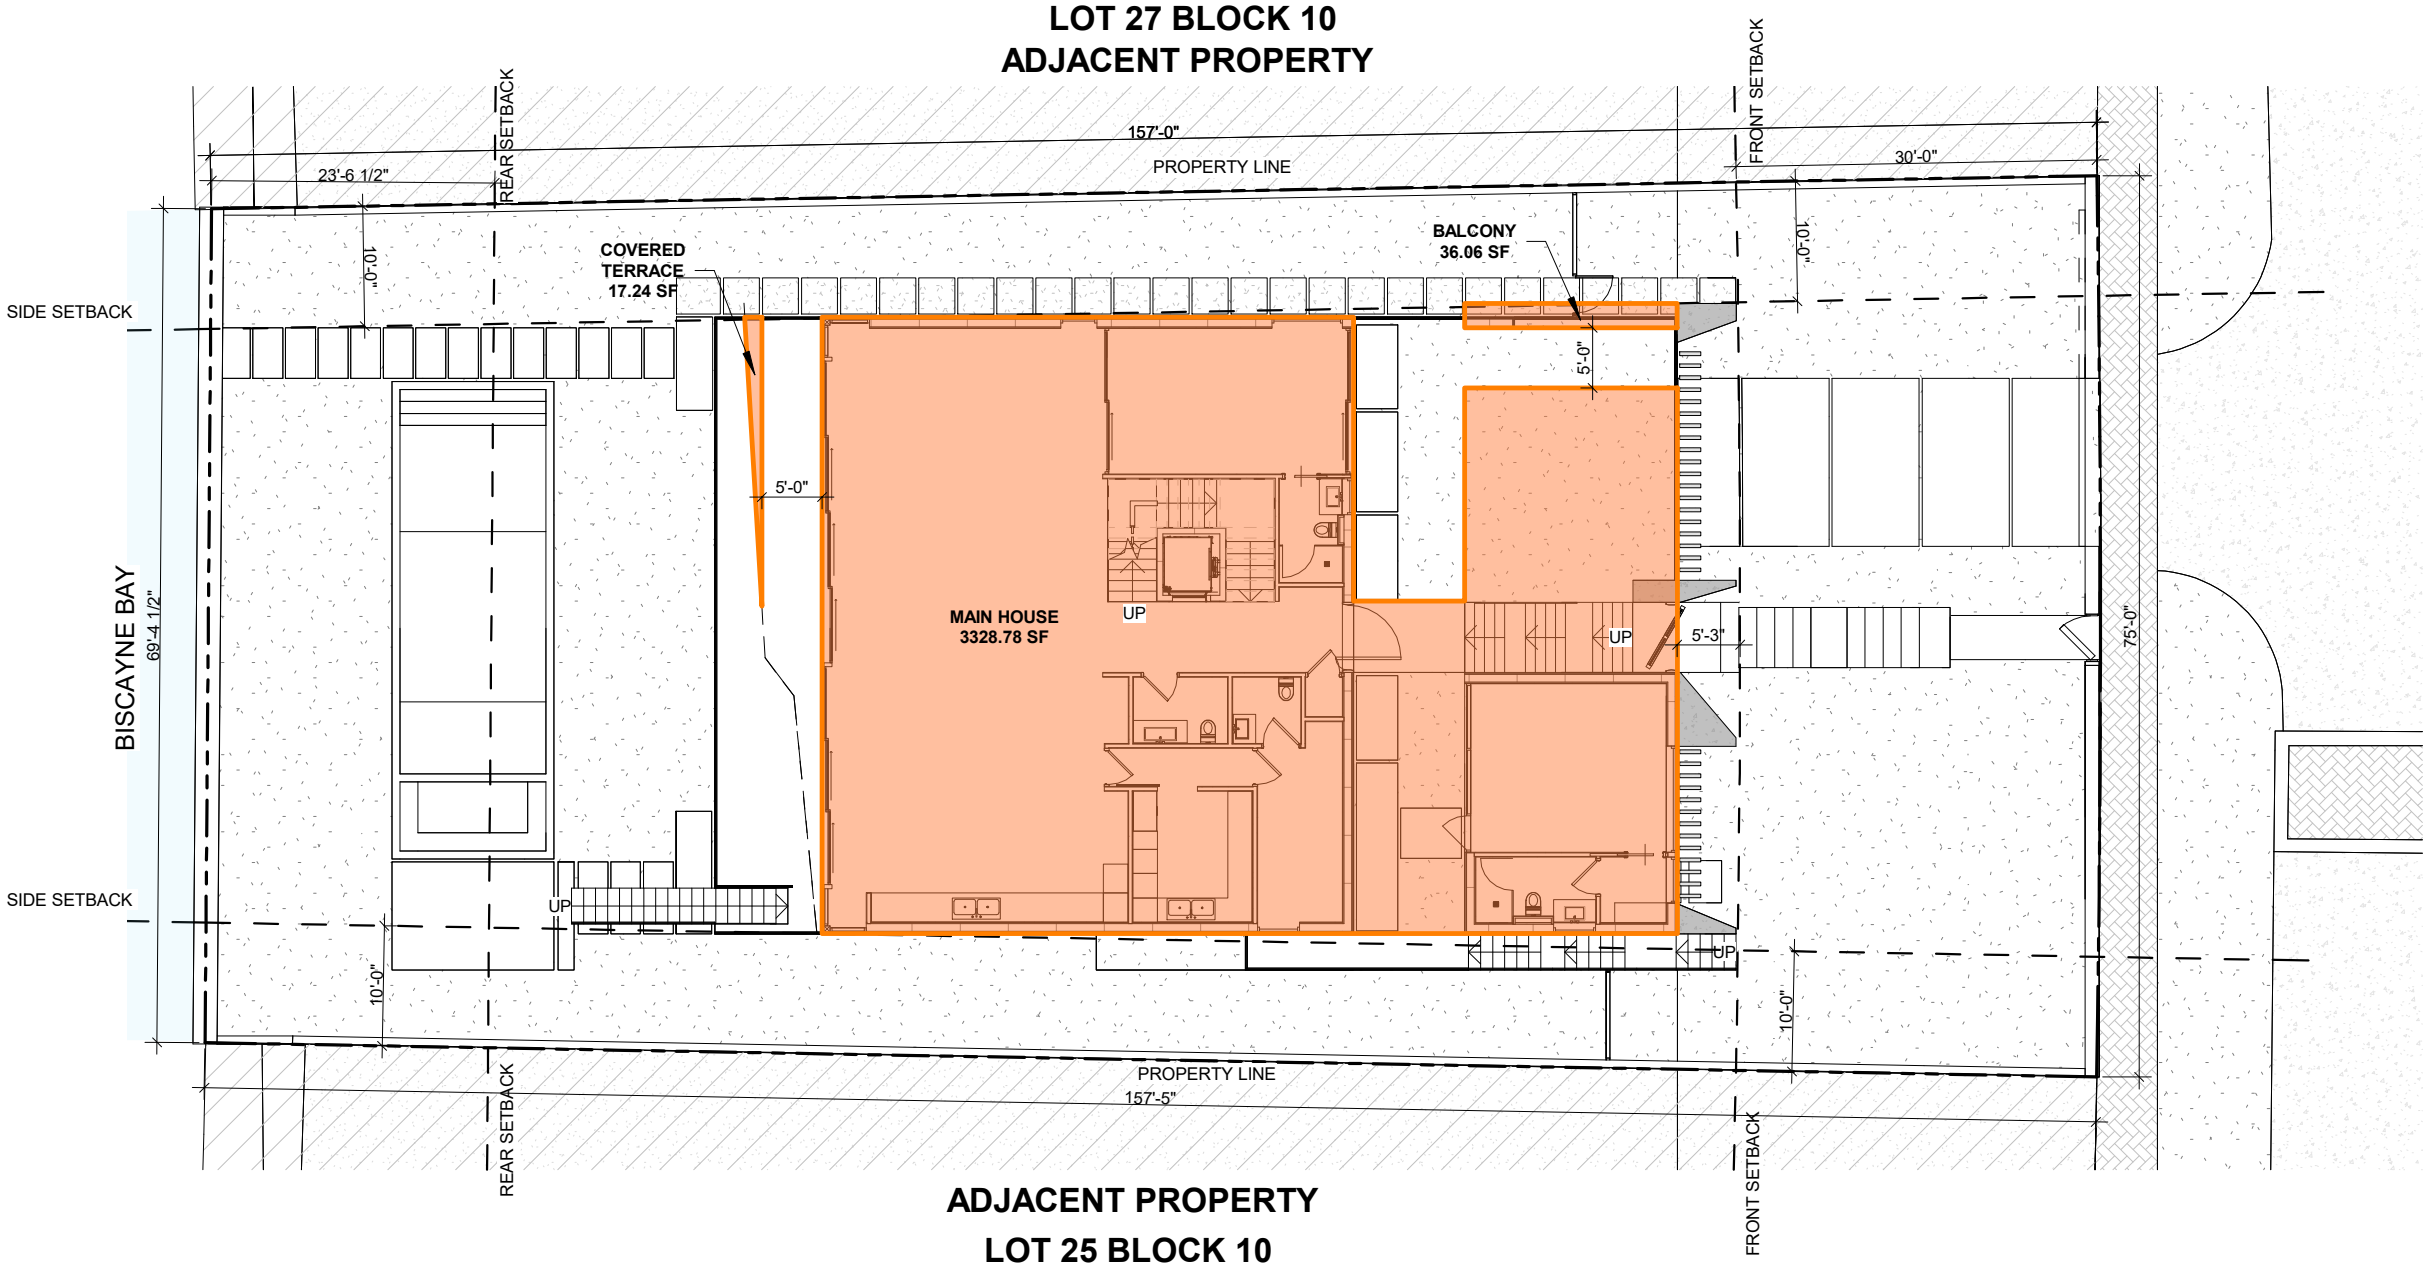 LOT 27 BLOCK 10
ADJACENT PROPERTY
REAR SETBACK
FRONT SETBACK
157'-0"
PROPERTY LINE
30'-0"
23'-6 1/2"
10'-0"
10'-0"
COVERED
TERRACE
17.24 SF
BALCONY
36.06 SF
SIDE SETBACK
5'-0"
5'-0"
BISCAYNE BAY
69'-4 1/2"
MAIN HOUSE
3328.78 SF
UP
UP
5'-3"
75'-0"
SIDE SETBACK
UP
UP
10'-0"
10'-0"
PROPERTY LINE
157'-5"
REAR SETBACK
FRONT SETBACK
ADJACENT PROPERTY
LOT 25 BLOCK 10